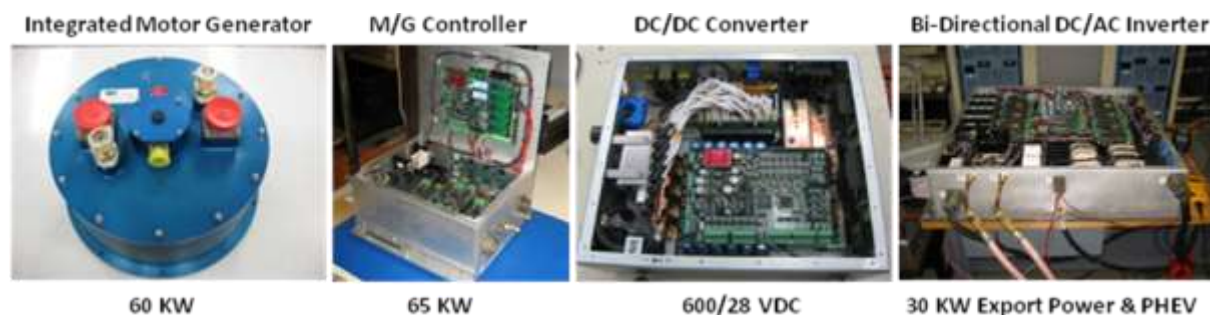 Integrated Motor Generator
M/G Controller
DC/DC Converter
Bi-Directional DC/AC Inverter
60 KW
65 KW
600/28 VDC
30 KW Export Power & PHEV